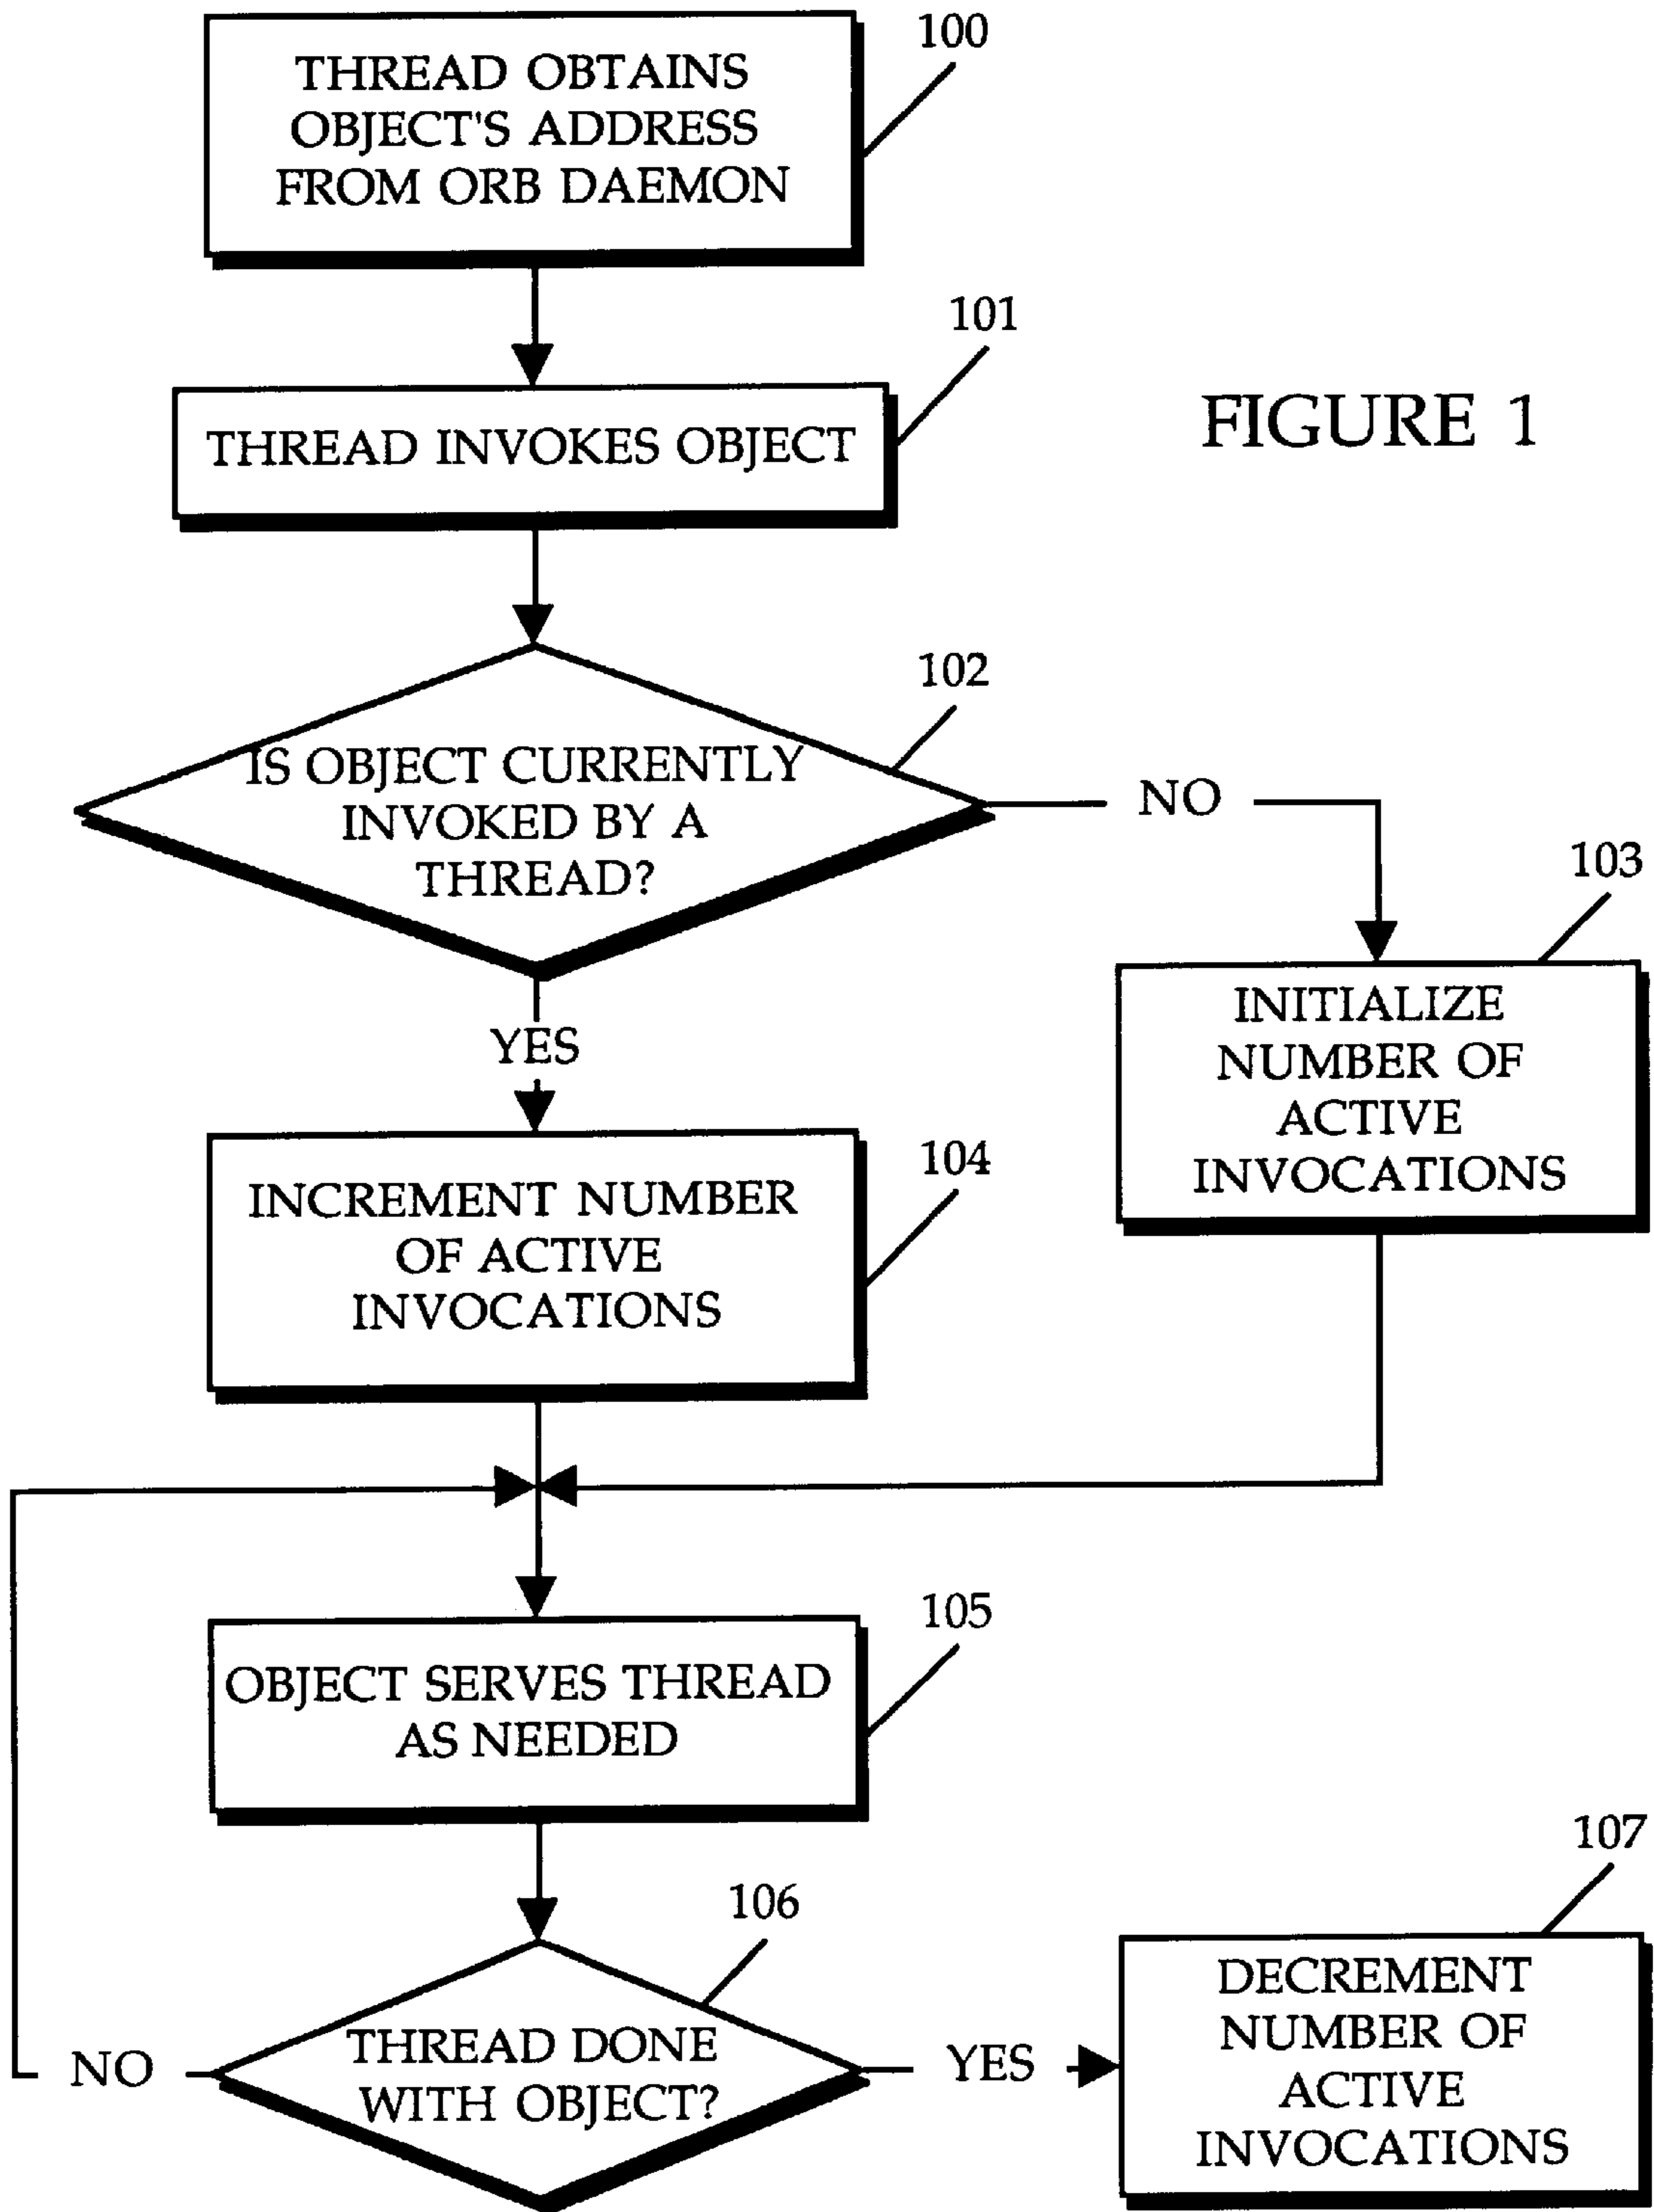 100
THREAD OBTAINS
OBJECT'S ADDRESS
FROM ORB DAEMON
101
THREAD INVOKES OBJECT
FIGURE 1
102
IS OBJECT CURRENTLY
INVOKED BY A
THREAD?
NO
103
INITIALIZE
NUMBER OF
ACTIVE
INVOCATIONS
YES
104
INCREMENT NUMBER
OF ACTIVE
INVOCATIONS
105
OBJECT SERVES THREAD
AS NEEDED
106
THREAD DONE
WITH OBJECT?
NO
YES
107
DECREMENT
NUMBER OF
ACTIVE
INVOCATIONS